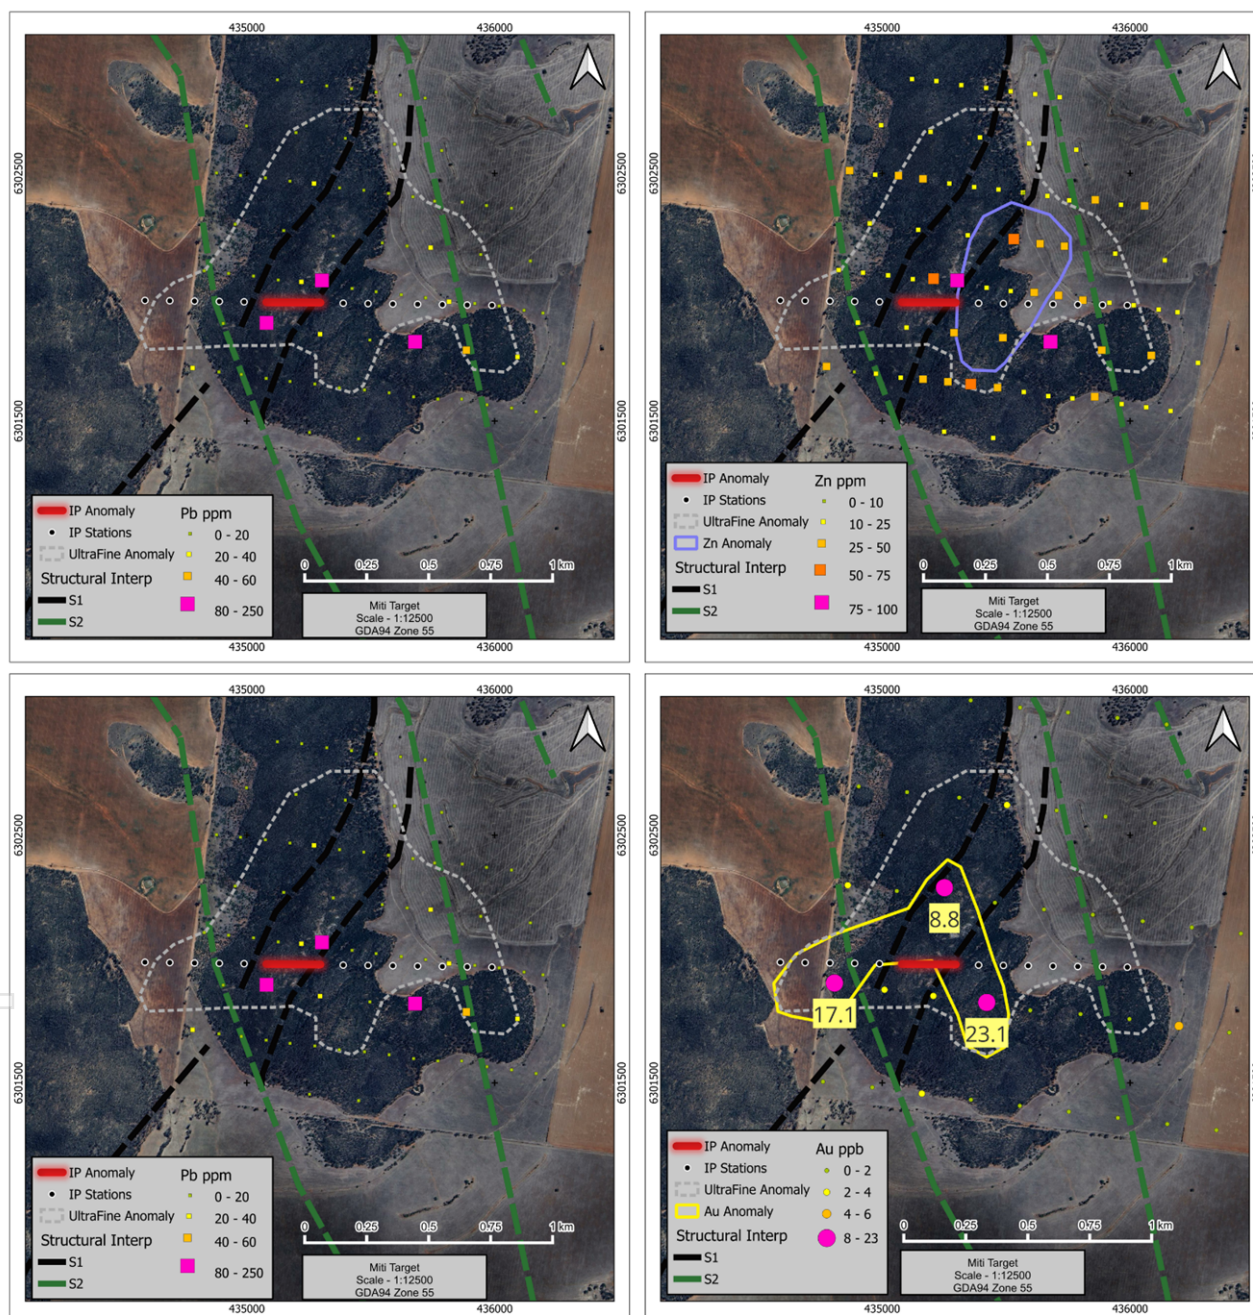 435000
436000
6302500
6301500
IP Anomaly
IP Stations
UltraFine Anomaly
Structural Interp
S1
S2
Pb ppm
0 - 20
20 - 40
40 - 60
80 - 250
0 0.25 0.5 0.75 1 km
Miti Target
Scale - 1:12500
GDA94 Zone 55
435000
436000
435000
436000
6302500
6301500
IP Anomaly
IP Stations
UltraFine Anomaly
Zn Anomaly
Structural Interp
S1
S2
Zn ppm
0 - 10
10 - 25
25 - 50
50 - 75
75 - 100
0 0.25 0.5 0.75 1 km
Miti Target
Scale - 1:12500
GDA94 Zone 55
435000
436000
435000
436000
6302500
6301500
IP Anomaly
IP Stations
UltraFine Anomaly
Structural Interp
S1
S2
Pb ppm
0 - 20
20 - 40
40 - 60
80 - 250
0 0.25 0.5 0.75 1 km
Miti Target
Scale - 1:12500
GDA94 Zone 55
435000
436000
435000
436000
6302500
6301500
8.8
17.1
23.1
IP Anomaly
IP Stations
UltraFine Anomaly
Au Anomaly
Structural Interp
S1
S2
Au ppb
0 - 2
2 - 4
4 - 6
8 - 23
0 0.25 0.5 0.75 1 km
Miti Target
Scale - 1:12500
GDA94 Zone 55
435000
436000